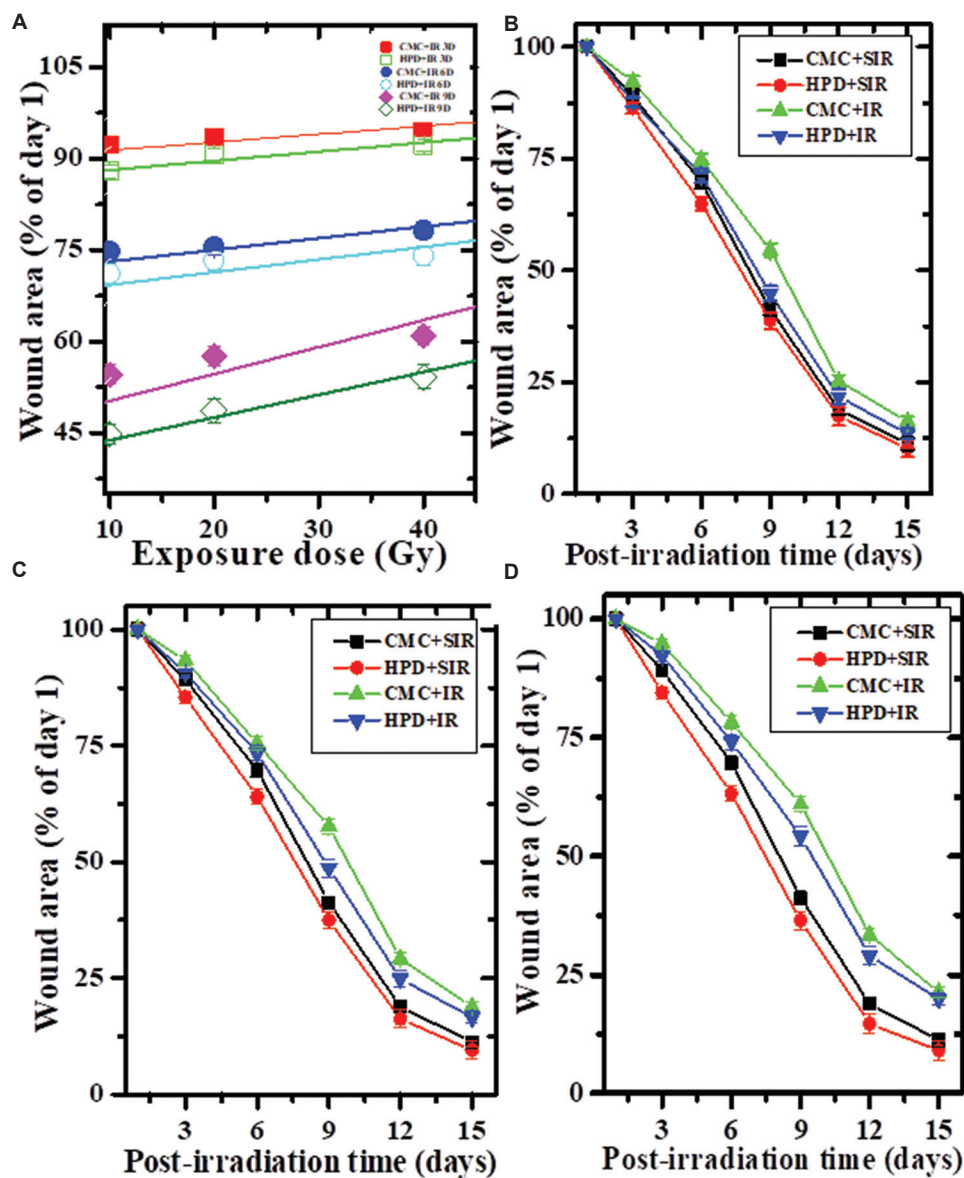 A
105
90
75
60
45
Wound area (% of day 1)
CMC+IR 3D
HPD+IR 3D
CMC+IR 6D
HPD+IR 6D
CMC+IR 9D
HPD+IR 9D
10 20 30 40
Exposure dose (Gy)
B
100
75
50
25
0
Wound area (% of day 1)
CMC+SIR
HPD+SIR
CMC+IR
HPD+IR
3 6 9 12 15
Post-irradiation time (days)
C
100
75
50
25
0
Wound area (% of day 1)
CMC+SIR
HPD+SIR
CMC+IR
HPD+IR
3 6 9 12 15
Post-irradiation time (days)
D
100
75
50
25
0
Wound area (% of day 1)
CMC+SIR
HPD+SIR
CMC+IR
HPD+IR
3 6 9 12 15
Post-irradiation time (days)